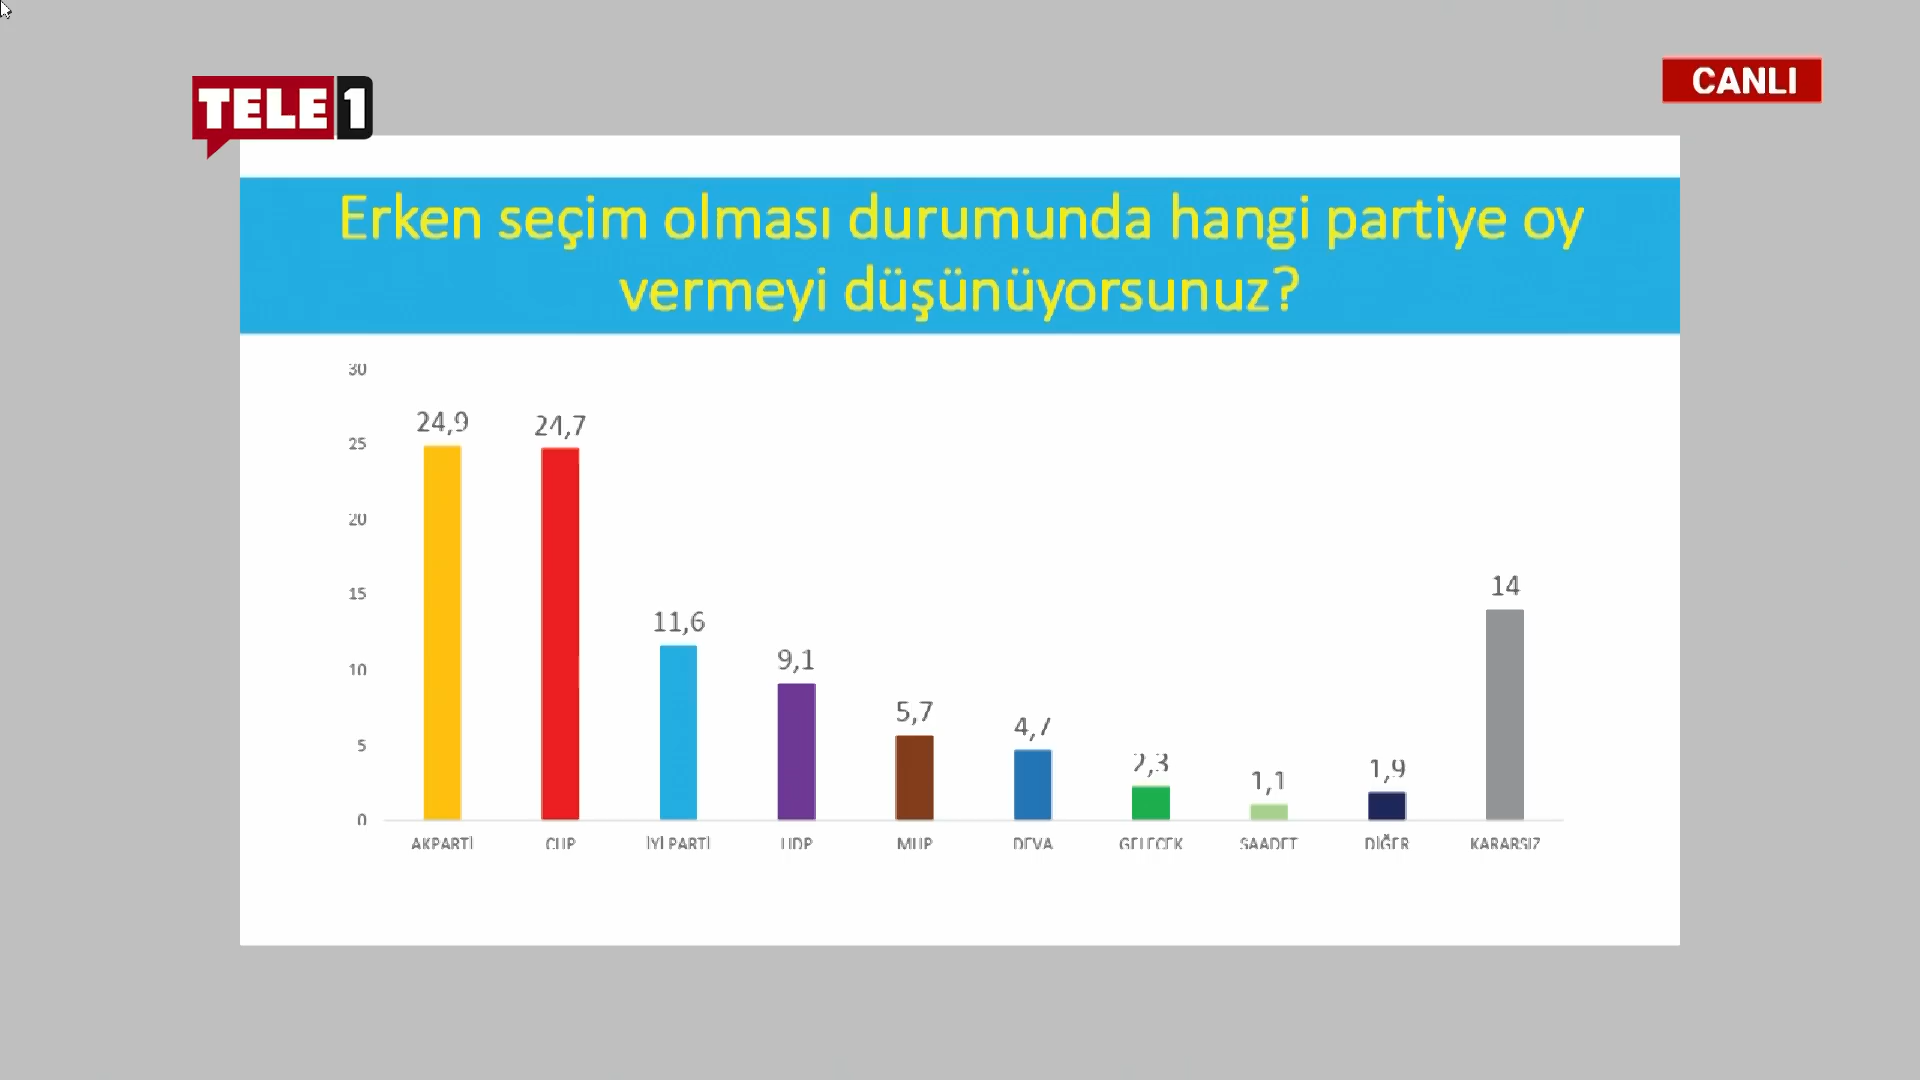 TELE1
CANLI
Erken seçim olması durumunda hangi partiye oy
vermeyi düşünüyorsunuz?
30
25
20
15
10
5
0
24,9
24,7
11,6
9,1
5,7
4,7
2,3
1,1
1,9
14
AKPARTİ
CHP
İYİ PARTİ
HDP
MHP
DEVA
GELECEK
SAADET
DİĞER
KARARSIZ